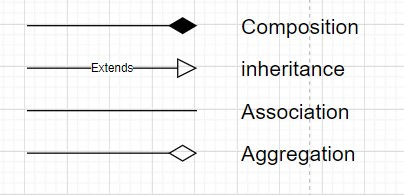 Composition
Extends inheritance
Association
Aggregation